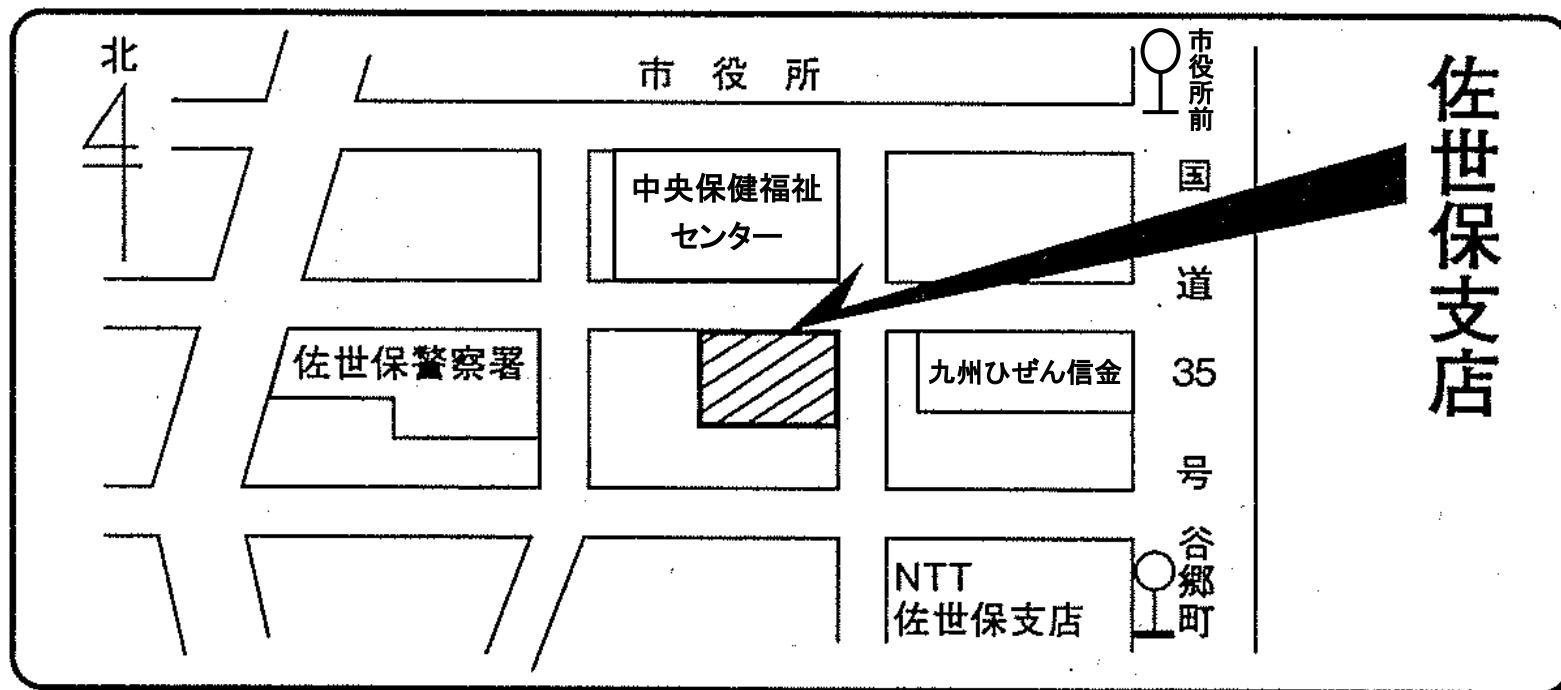 北
市役所
市役所前
佐世保支店
中央保健福祉
センター
国道35号
佐世保警察署
九州ひぜん信金
NTT
佐世保支店
谷郷町